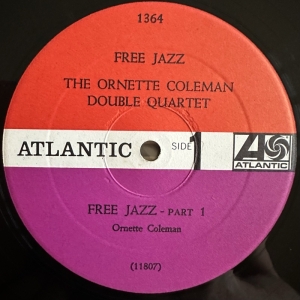 1364
FREE JAZZ
THE ORNETTE COLEMAN
DOUBLE QUARTET
ATLANTIC SIDE 1
ATLANTIC
FREE JAZZ - PART 1
Ornette Coleman
(11807)